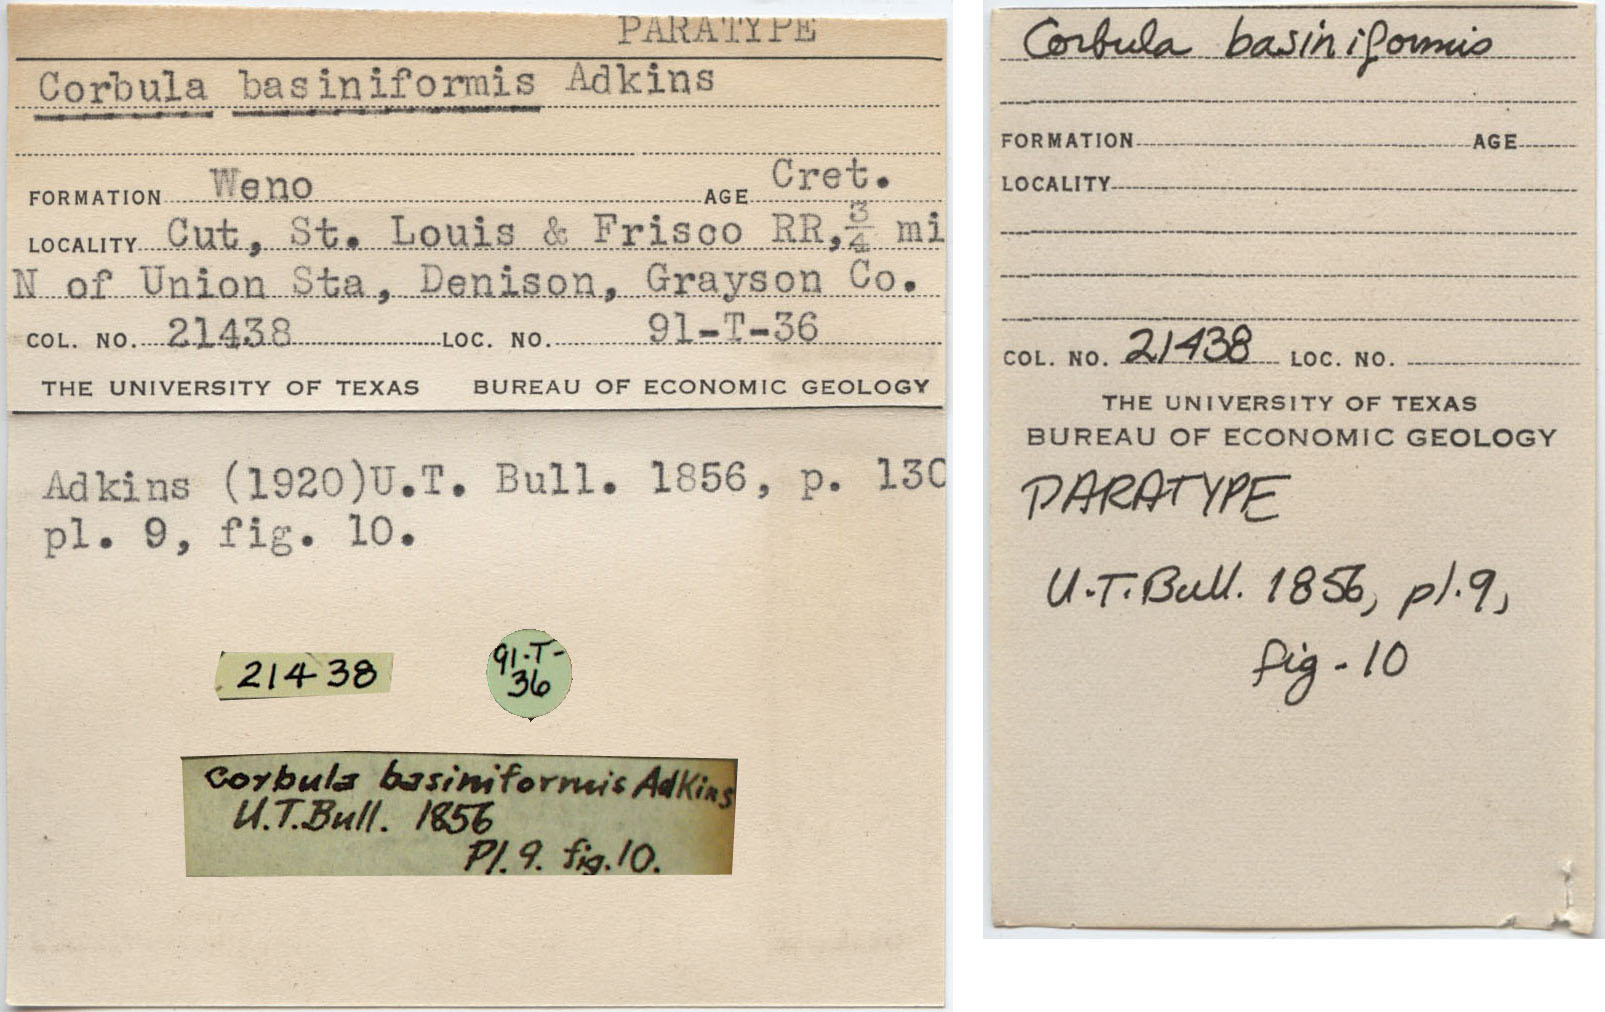 PARATYPE
Corbula basiniformis Adkins
FORMATION Weno AGE Cret.
LOCALITY Cut, St. Louis & Frisco RR, 3/4 mi
N of Union Sta, Denison, Grayson Co.
COL. NO. 21438 LOC. NO. 91-T-36
THE UNIVERSITY OF TEXAS BUREAU OF ECONOMIC GEOLOGY
Adkins (1920)U.T. Bull. 1856, p. 130
pl. 9, fig. 10.
21438
91-T-
36
Corbula basiniformis Adkins
U.T.Bull. 1856
Pl. 9. fig.10.
Corbula basiniformis
FORMATION AGE
LOCALITY
COL. NO. 21438 LOC. NO.
THE UNIVERSITY OF TEXAS
BUREAU OF ECONOMIC GEOLOGY
PARATYPE
U.T.Bull. 1856, pl.9,
fig-10